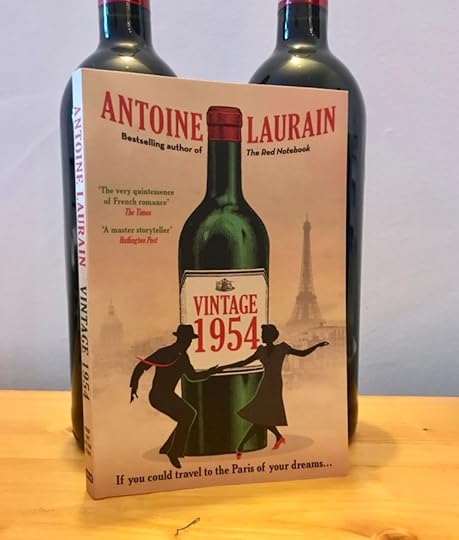 ANTOINE LAURAIN
Bestselling author of The Red Notebook
'The very quintessence
of French romance'
The Times
'A master storyteller'
Huffington Post
VINTAGE
1954
If you could travel to the Paris of your dreams...
ANTOINE LAURAIN VINTAGE 1954